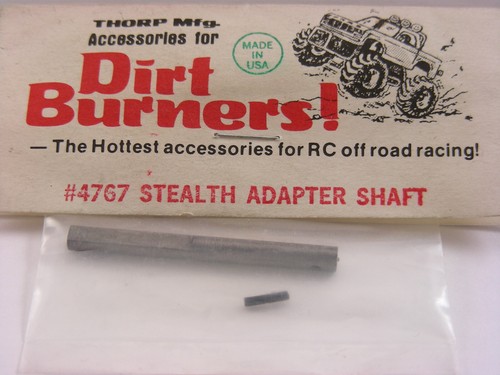 THORP Mfg.
Accessories for
MADE
IN
USA
Dirt
Burners!
— The Hottest accessories for RC off road racing!
#4767 STEALTH ADAPTER SHAFT